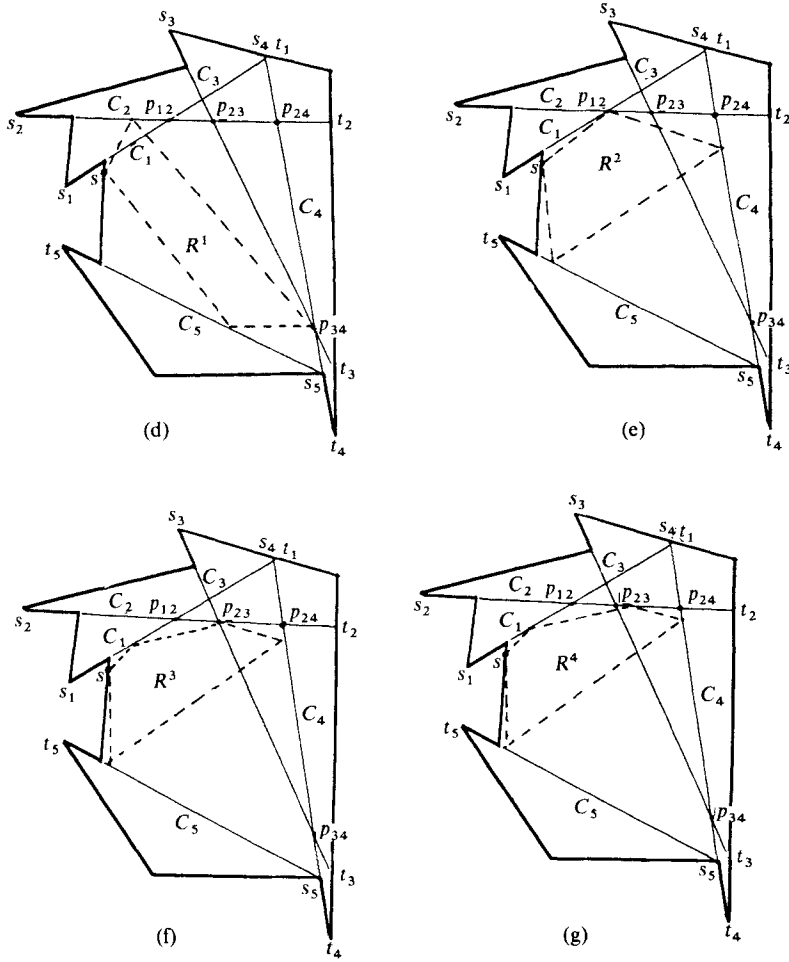 s₃
s₄ t₁
C₃
C₂ p₁₂ p₂₃ p₂₄ t₂
s₂
C₁
s
s₁
C₄
t₅
R¹
C₅
p₃₄
t₃
s₅
(d)
t₄
s₃
s₄ t₁
C₃
C₂ p₁₂ p₂₃ p₂₄ t₂
s₂
C₁
s
s₁
R²
C₄
t₅
C₅
p₃₄
t₃
s₅
(e)
t₄
s₃
s₄ t₁
C₃
C₂ p₁₂ p₂₃ p₂₄ t₂
s₂
C₁
s
s₁
R³
C₄
t₅
C₅
p₃₄
t₃
s₅
(f)
t₄
s₃
s₄ t₁
C₃
C₂ p₁₂ p₂₃ p₂₄ t₂
s₂
C₁
s
s₁
R⁴
C₄
t₅
C₅
p₃₄
t₃
s₅
(g)
t₄